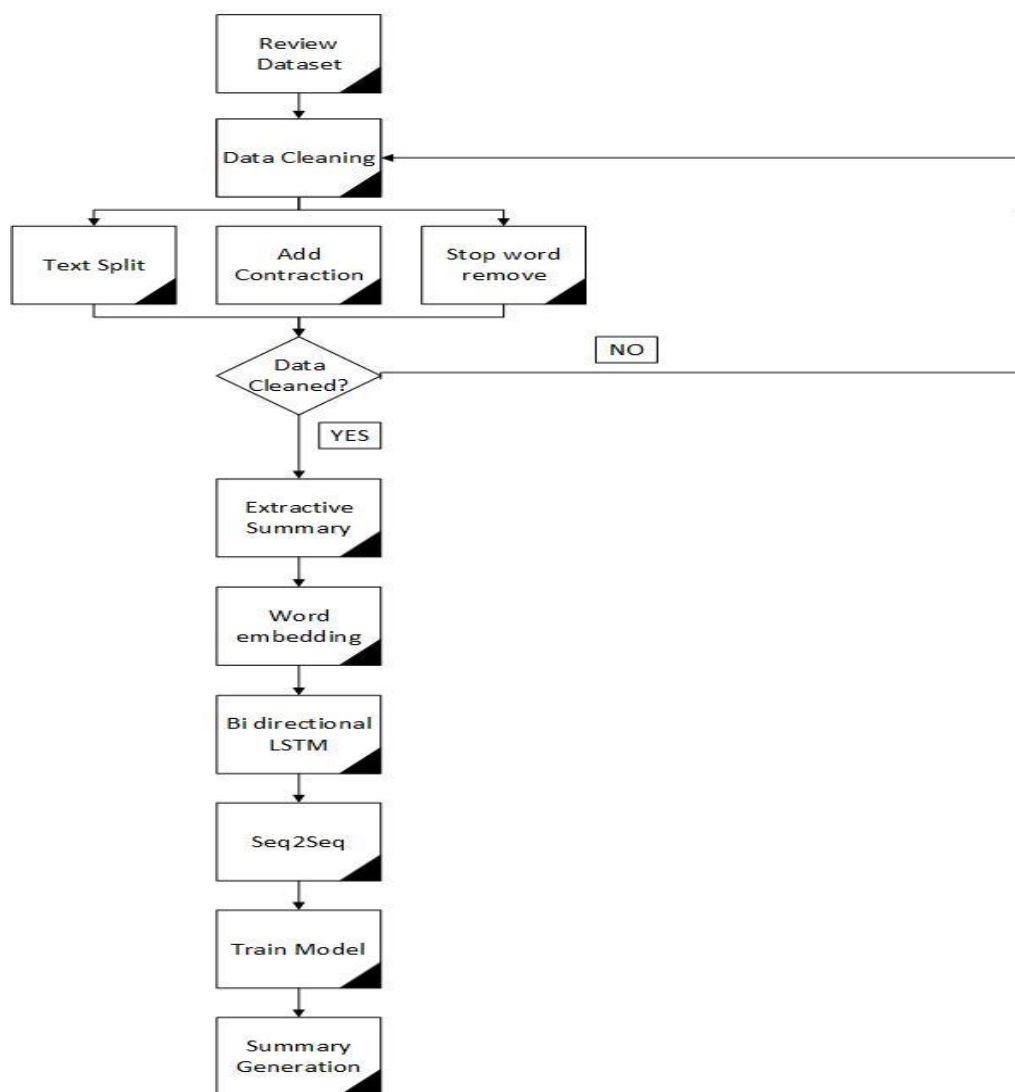 Review
Dataset
Data Cleaning
Text Split
Add
Contraction
Stop word
remove
Data
Cleaned?
NO
YES
Extractive
Summary
Word
embedding
Bi directional
LSTM
Seq2Seq
Train Model
Summary
Generation